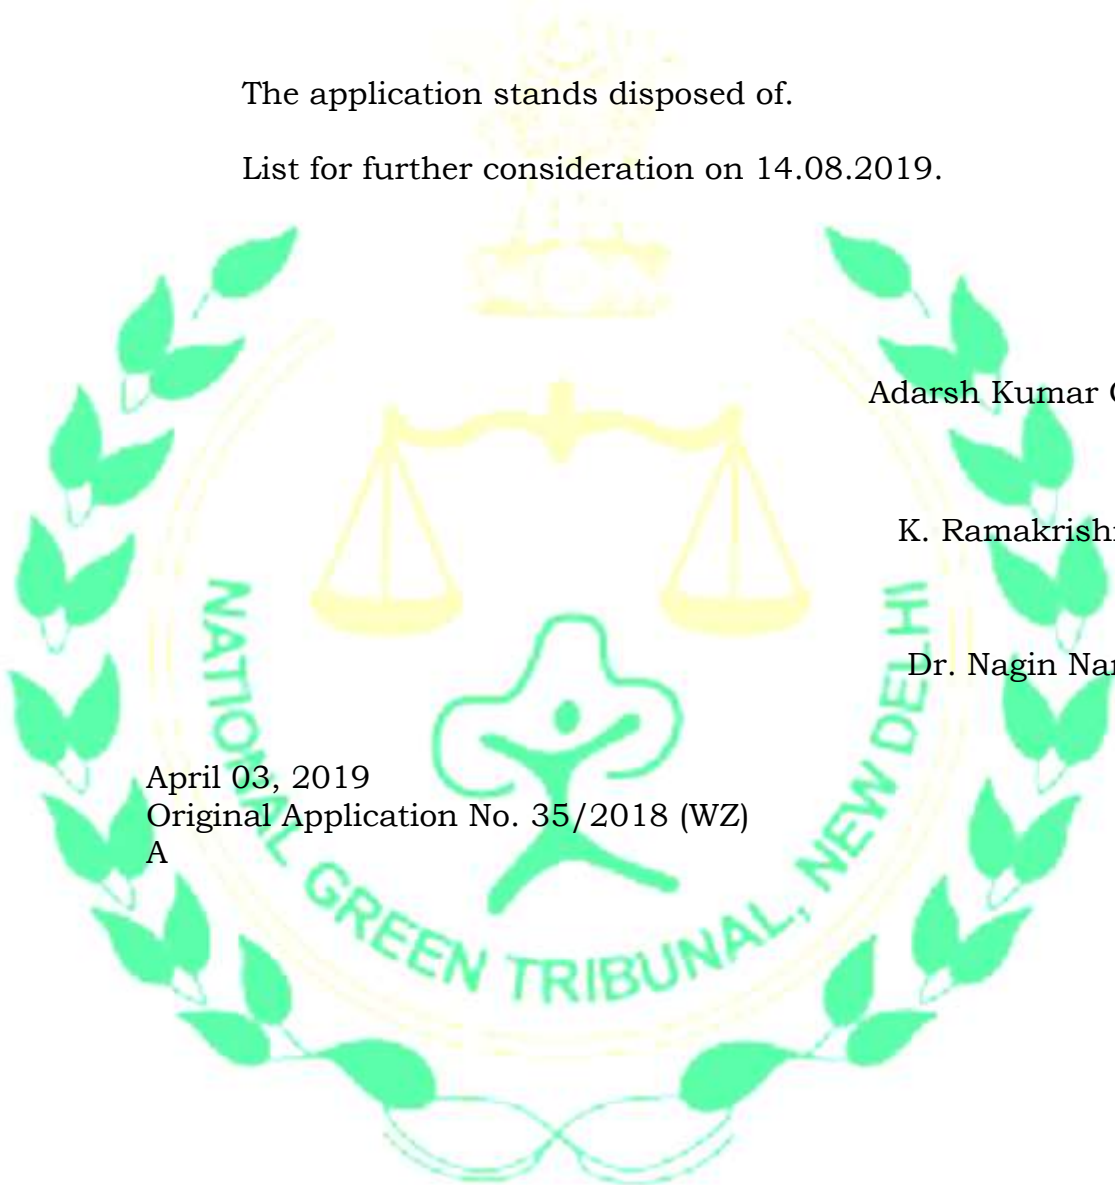 The application stands disposed of.
List for further consideration on 14.08.2019.
Adarsh Kumar
K.
Dr. Nagin
April 03, 2019
Original Application No. 35/2018 (WZ)
A
NATIONAL GREEN TRIBUNAL, NEW DELHI